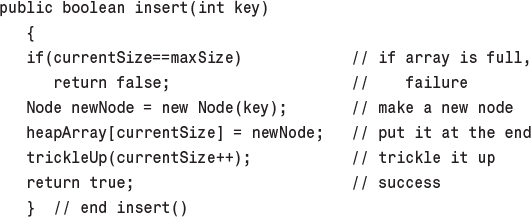 public boolean insert(int key)
{
if(currentSize==maxSize) // if array is full,
return false; // failure
Node newNode = new Node(key); // make a new node
heapArray[currentSize] = newNode; // put it at the end
trickleUp(currentSize++); // trickle it up
return true; // success
} // end insert()